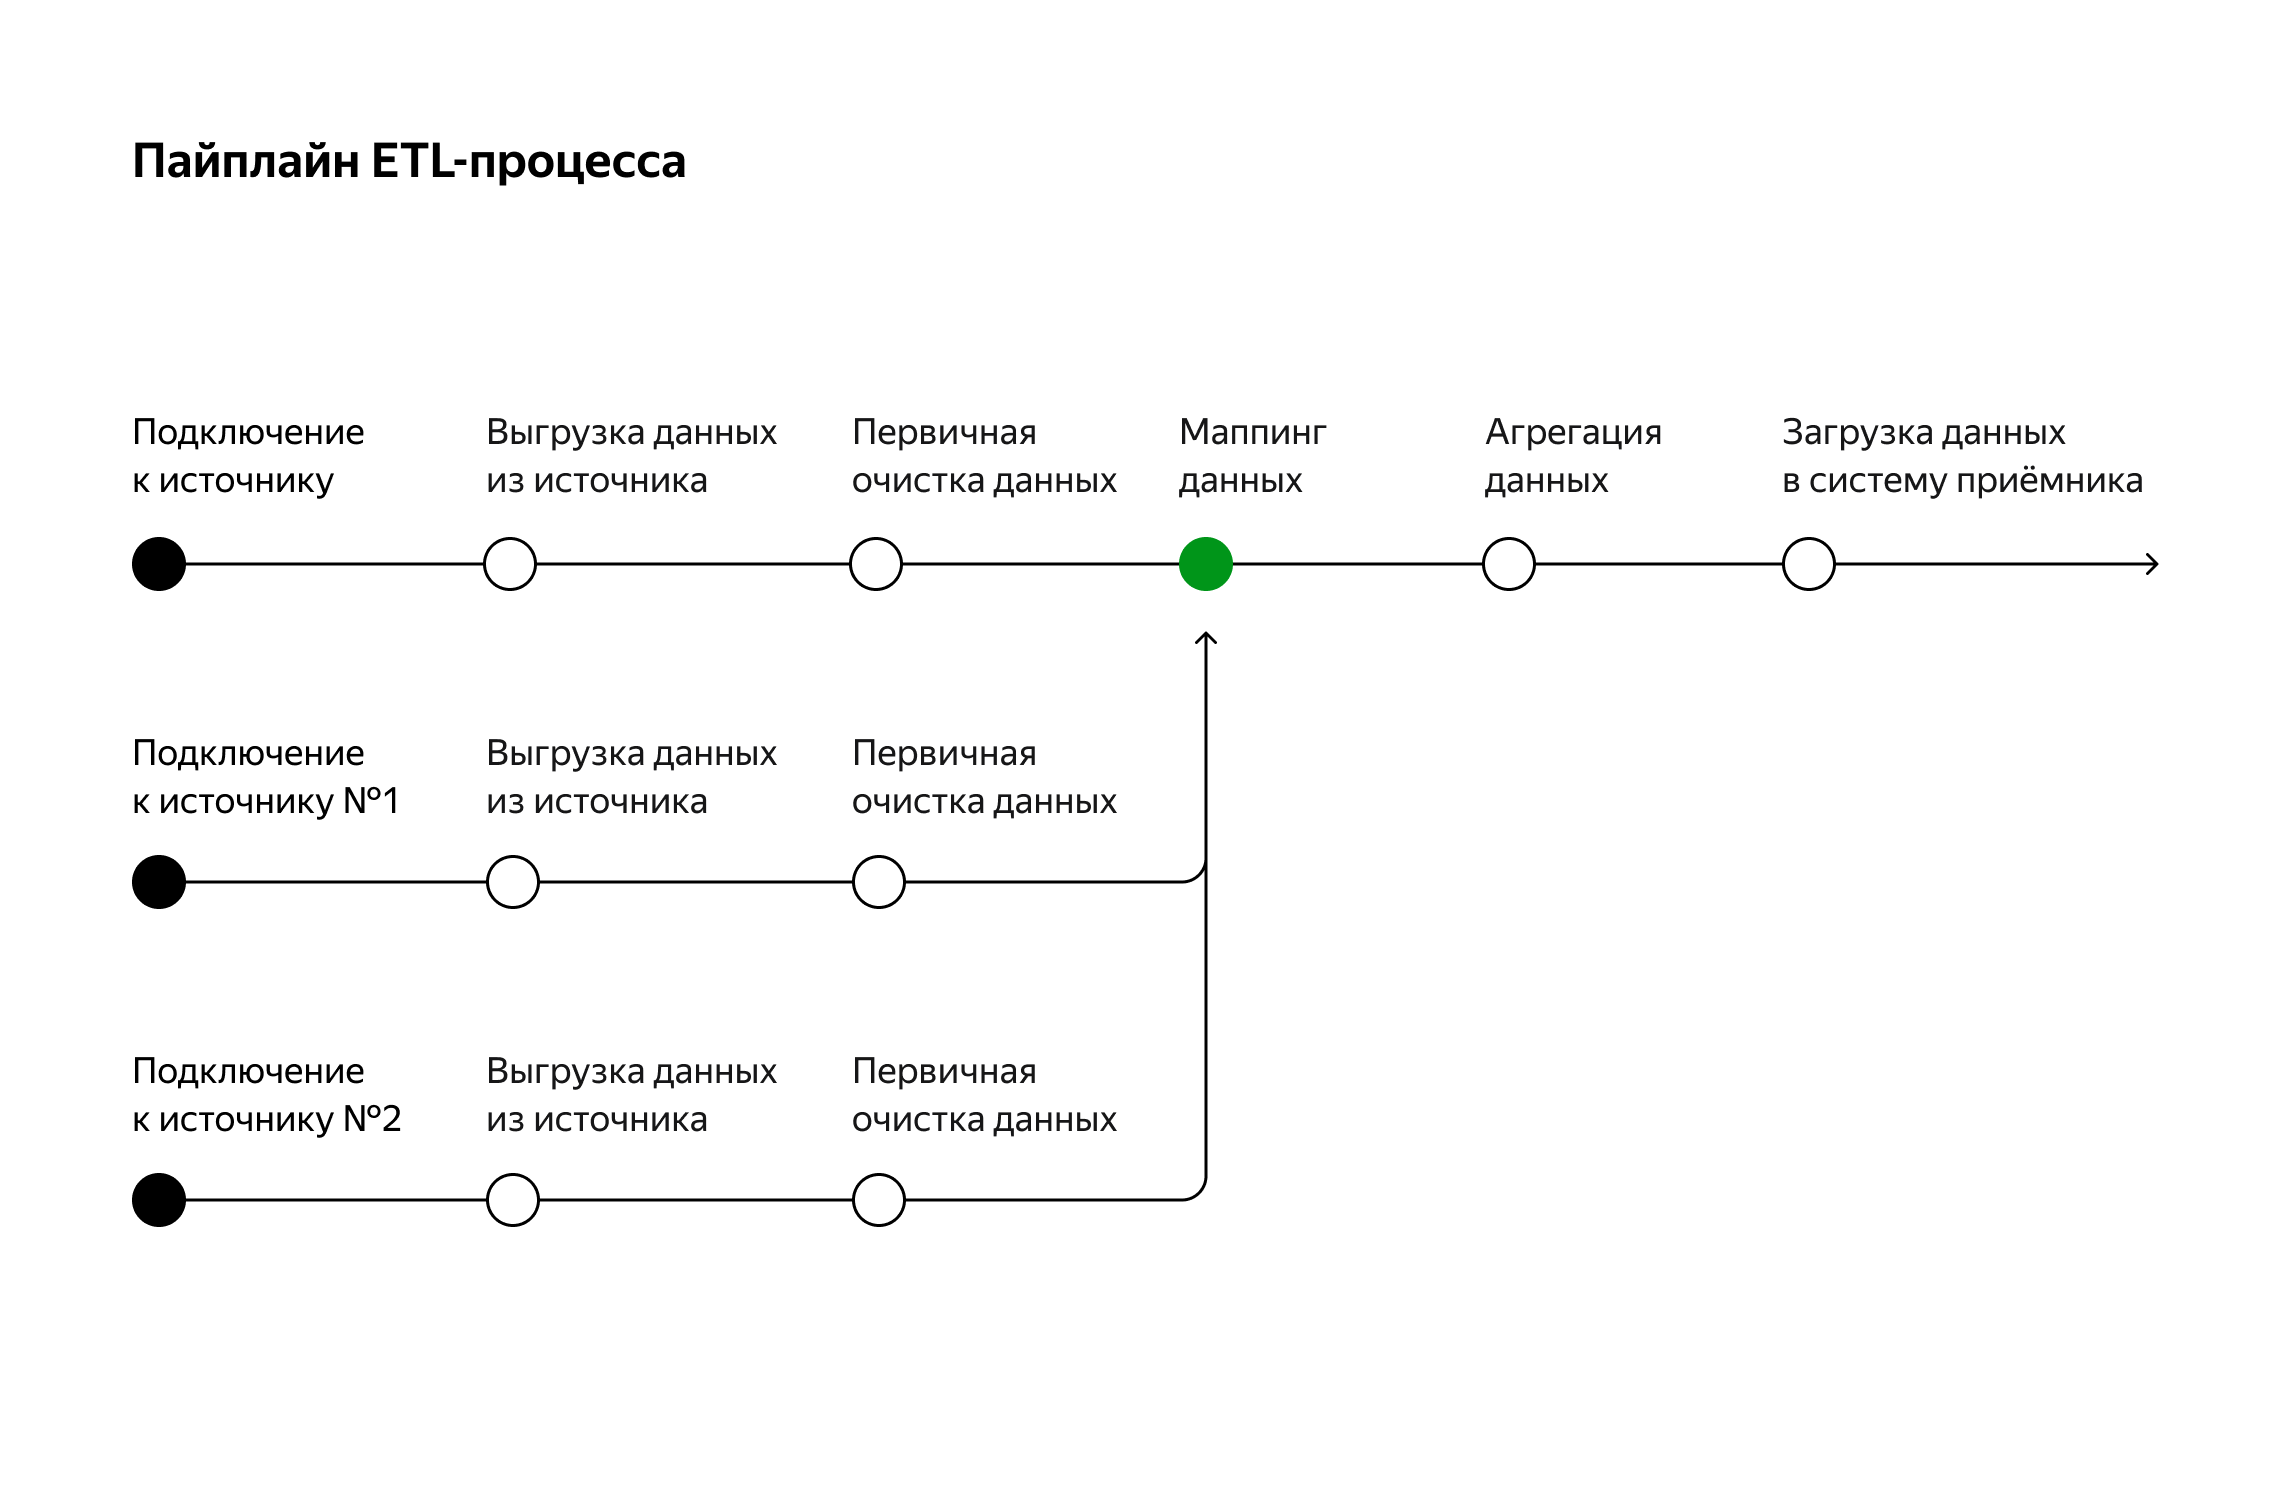 Пайплайн ETL-процесса
Подключение
к источнику
Выгрузка данных
из источника
Первичная
очистка данных
Маппинг
данных
Агрегация
данных
Загрузка данных
в систему приёмника
Подключение
к источнику №1
Выгрузка данных
из источника
Первичная
очистка данных
Подключение
к источнику №2
Выгрузка данных
из источника
Первичная
очистка данных